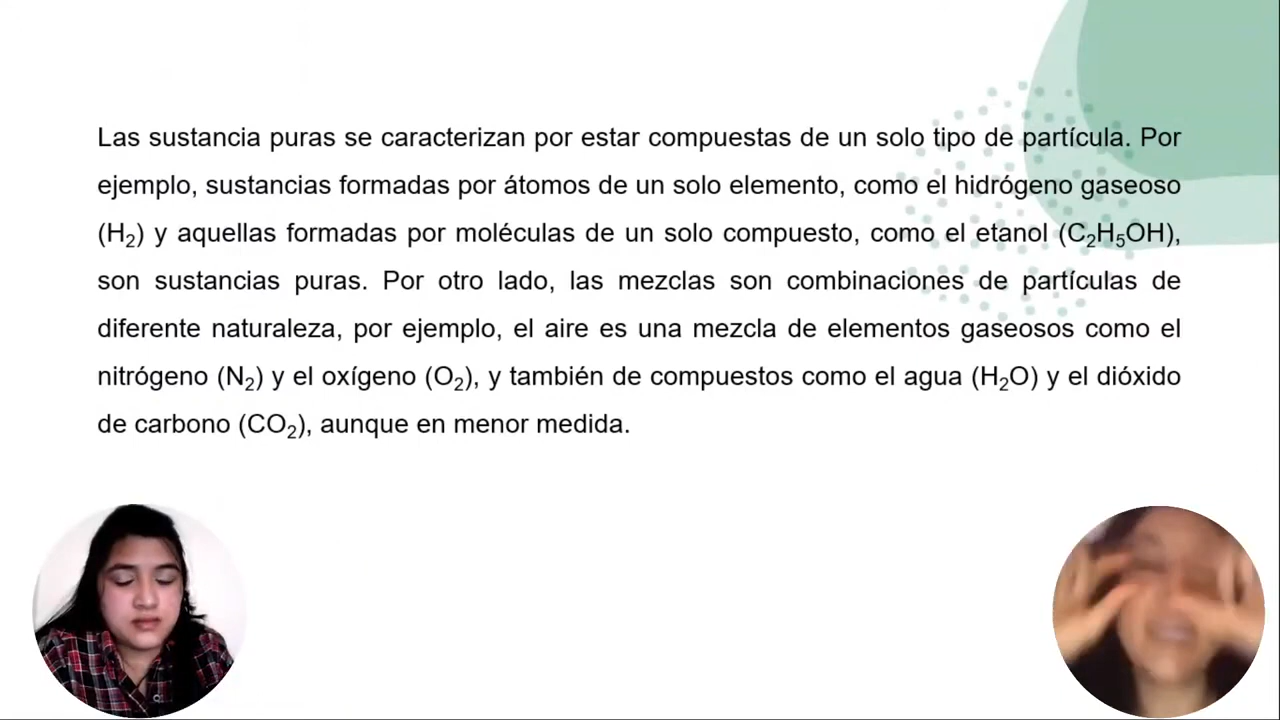 Las sustancia puras se caracterizan por estar compuestas de un solo tipo de partícula. Por
ejemplo, sustancias formadas por átomos de un solo elemento, como el hidrógeno gaseoso
(H₂) y aquellas formadas por moléculas de un solo compuesto, como el etanol (C₂H₅OH),
son sustancias puras. Por otro lado, las mezclas son combinaciones de partículas de
diferente naturaleza, por ejemplo, el aire es una mezcla de elementos gaseosos como el
nitrógeno (N₂) y el oxígeno (O₂), y también de compuestos como el agua (H₂O) y el dióxido
de carbono (CO₂), aunque en menor medida.